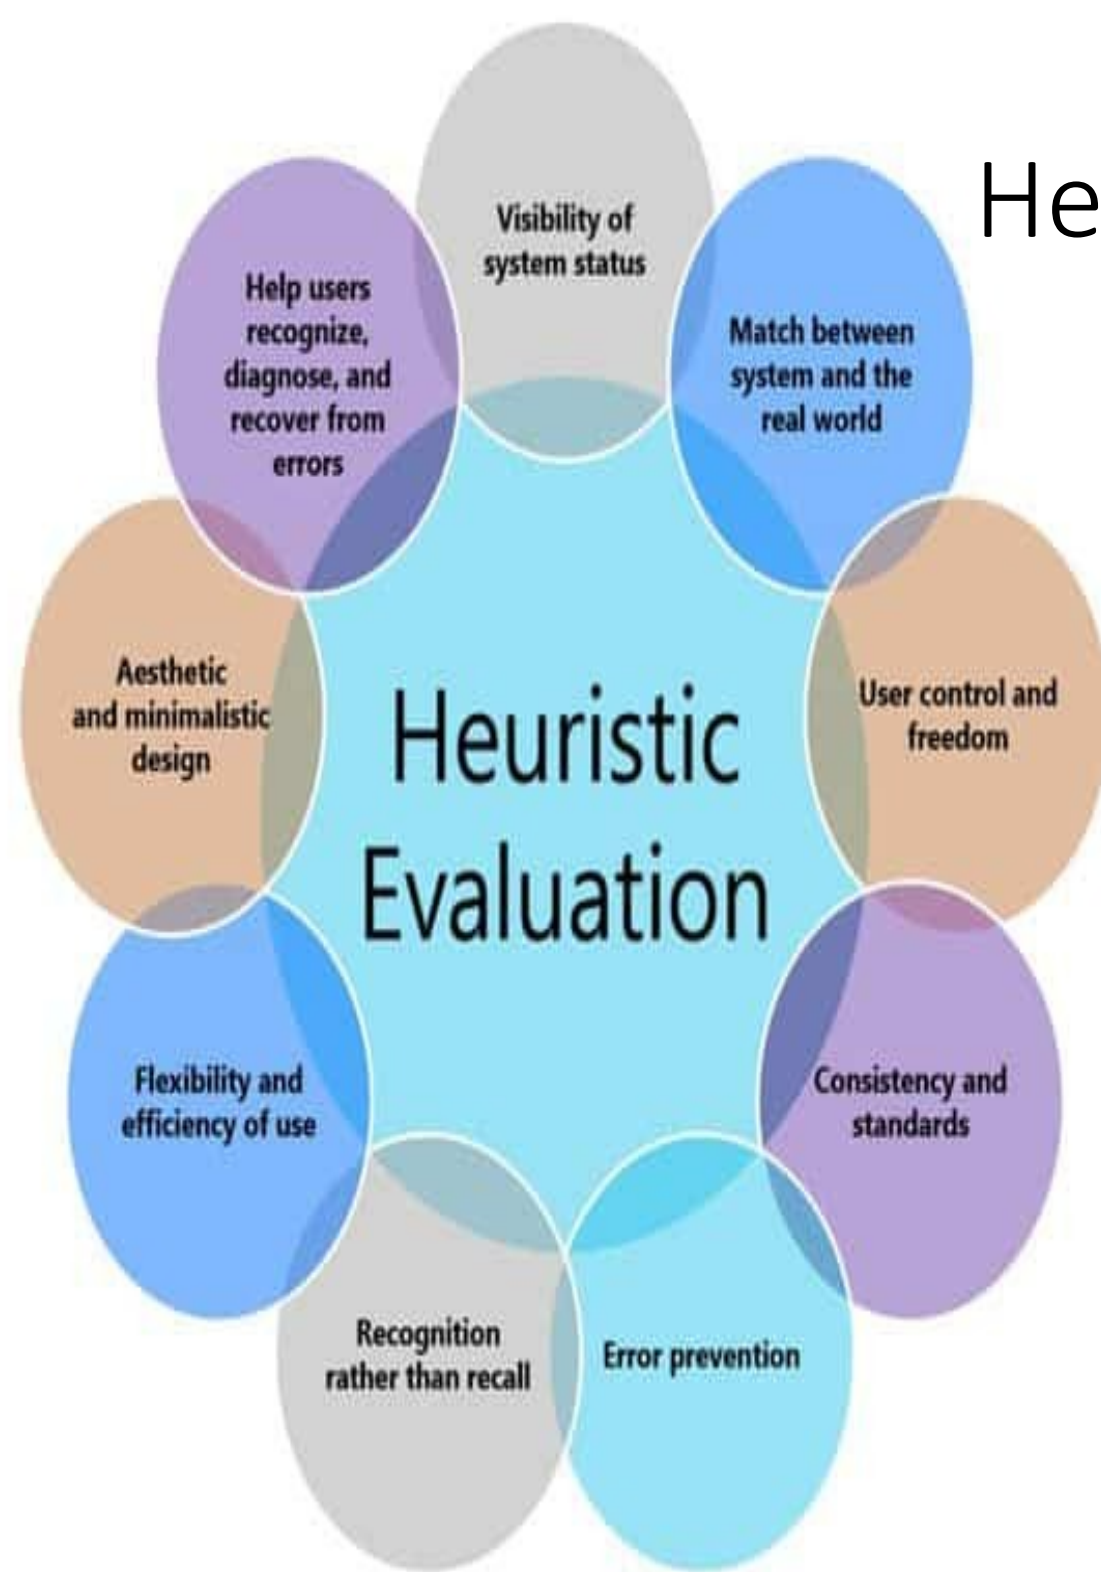 He
Visibility of
system status
Match between
system and the
real world
User control and
freedom
Consistency and
standards
Error prevention
Recognition
rather than recall
Flexibility and
efficiency of use
Aesthetic
and minimalistic
design
Help users
recognize,
diagnose, and
recover from
errors
Heuristic
Evaluation